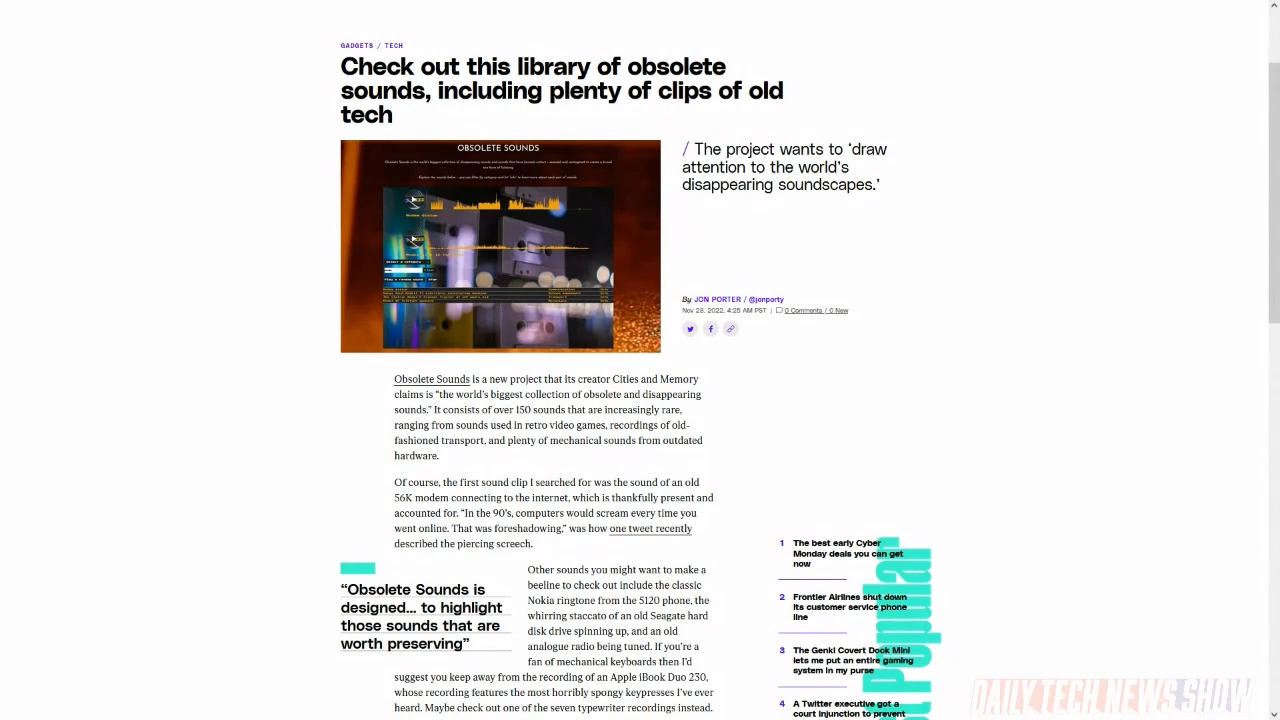 GADGETS / TECH
Check out this library of obsolete
sounds, including plenty of clips of old
tech
OBSOLETE SOUNDS
/ The project wants to ‘draw
attention to the world’s
disappearing soundscapes.’
By JON PORTER / @jonporty
Nov 28, 2022, 4:25 AM PST | 0 Comments / 0 New
Obsolete Sounds is a new project that its creator Cities and Memory
claims is “the world’s biggest collection of obsolete and disappearing
sounds.” It consists of over 150 sounds that are increasingly rare,
ranging from sounds used in retro video games, recordings of old-
fashioned transport, and plenty of mechanical sounds from outdated
hardware.
Of course, the first sound clip I searched for was the sound of an old
56K modem connecting to the internet, which is thankfully present and
accounted for. “In the 90’s, computers would scream every time you
went online. That was foreshadowing,” was how one tweet recently
described the piercing screech.
“Obsolete Sounds is
designed... to highlight
those sounds that are
worth preserving”
Other sounds you might want to make a
beeline to check out include the classic
Nokia ringtone from the 5120 phone, the
whirring staccato of an old Seagate hard
disk drive spinning up, and an old
analogue radio being tuned. If you’re a
fan of mechanical keyboards then I’d
suggest you keep away from the recording of an Apple iBook Duo 230,
whose recording features the most horribly spongy keypresses I’ve ever
heard. Maybe check out one of the seven typewriter recordings instead.
1 The best early Cyber
Monday deals you can get
now
2 Frontier Airlines shut down
its customer service phone
line
3 The Genki Covert Dock Mini
lets me put an entire gaming
system in my purse
4 A Twitter executive got a
court injunction to prevent
Popular
DAILY TECH NEWS SHOW